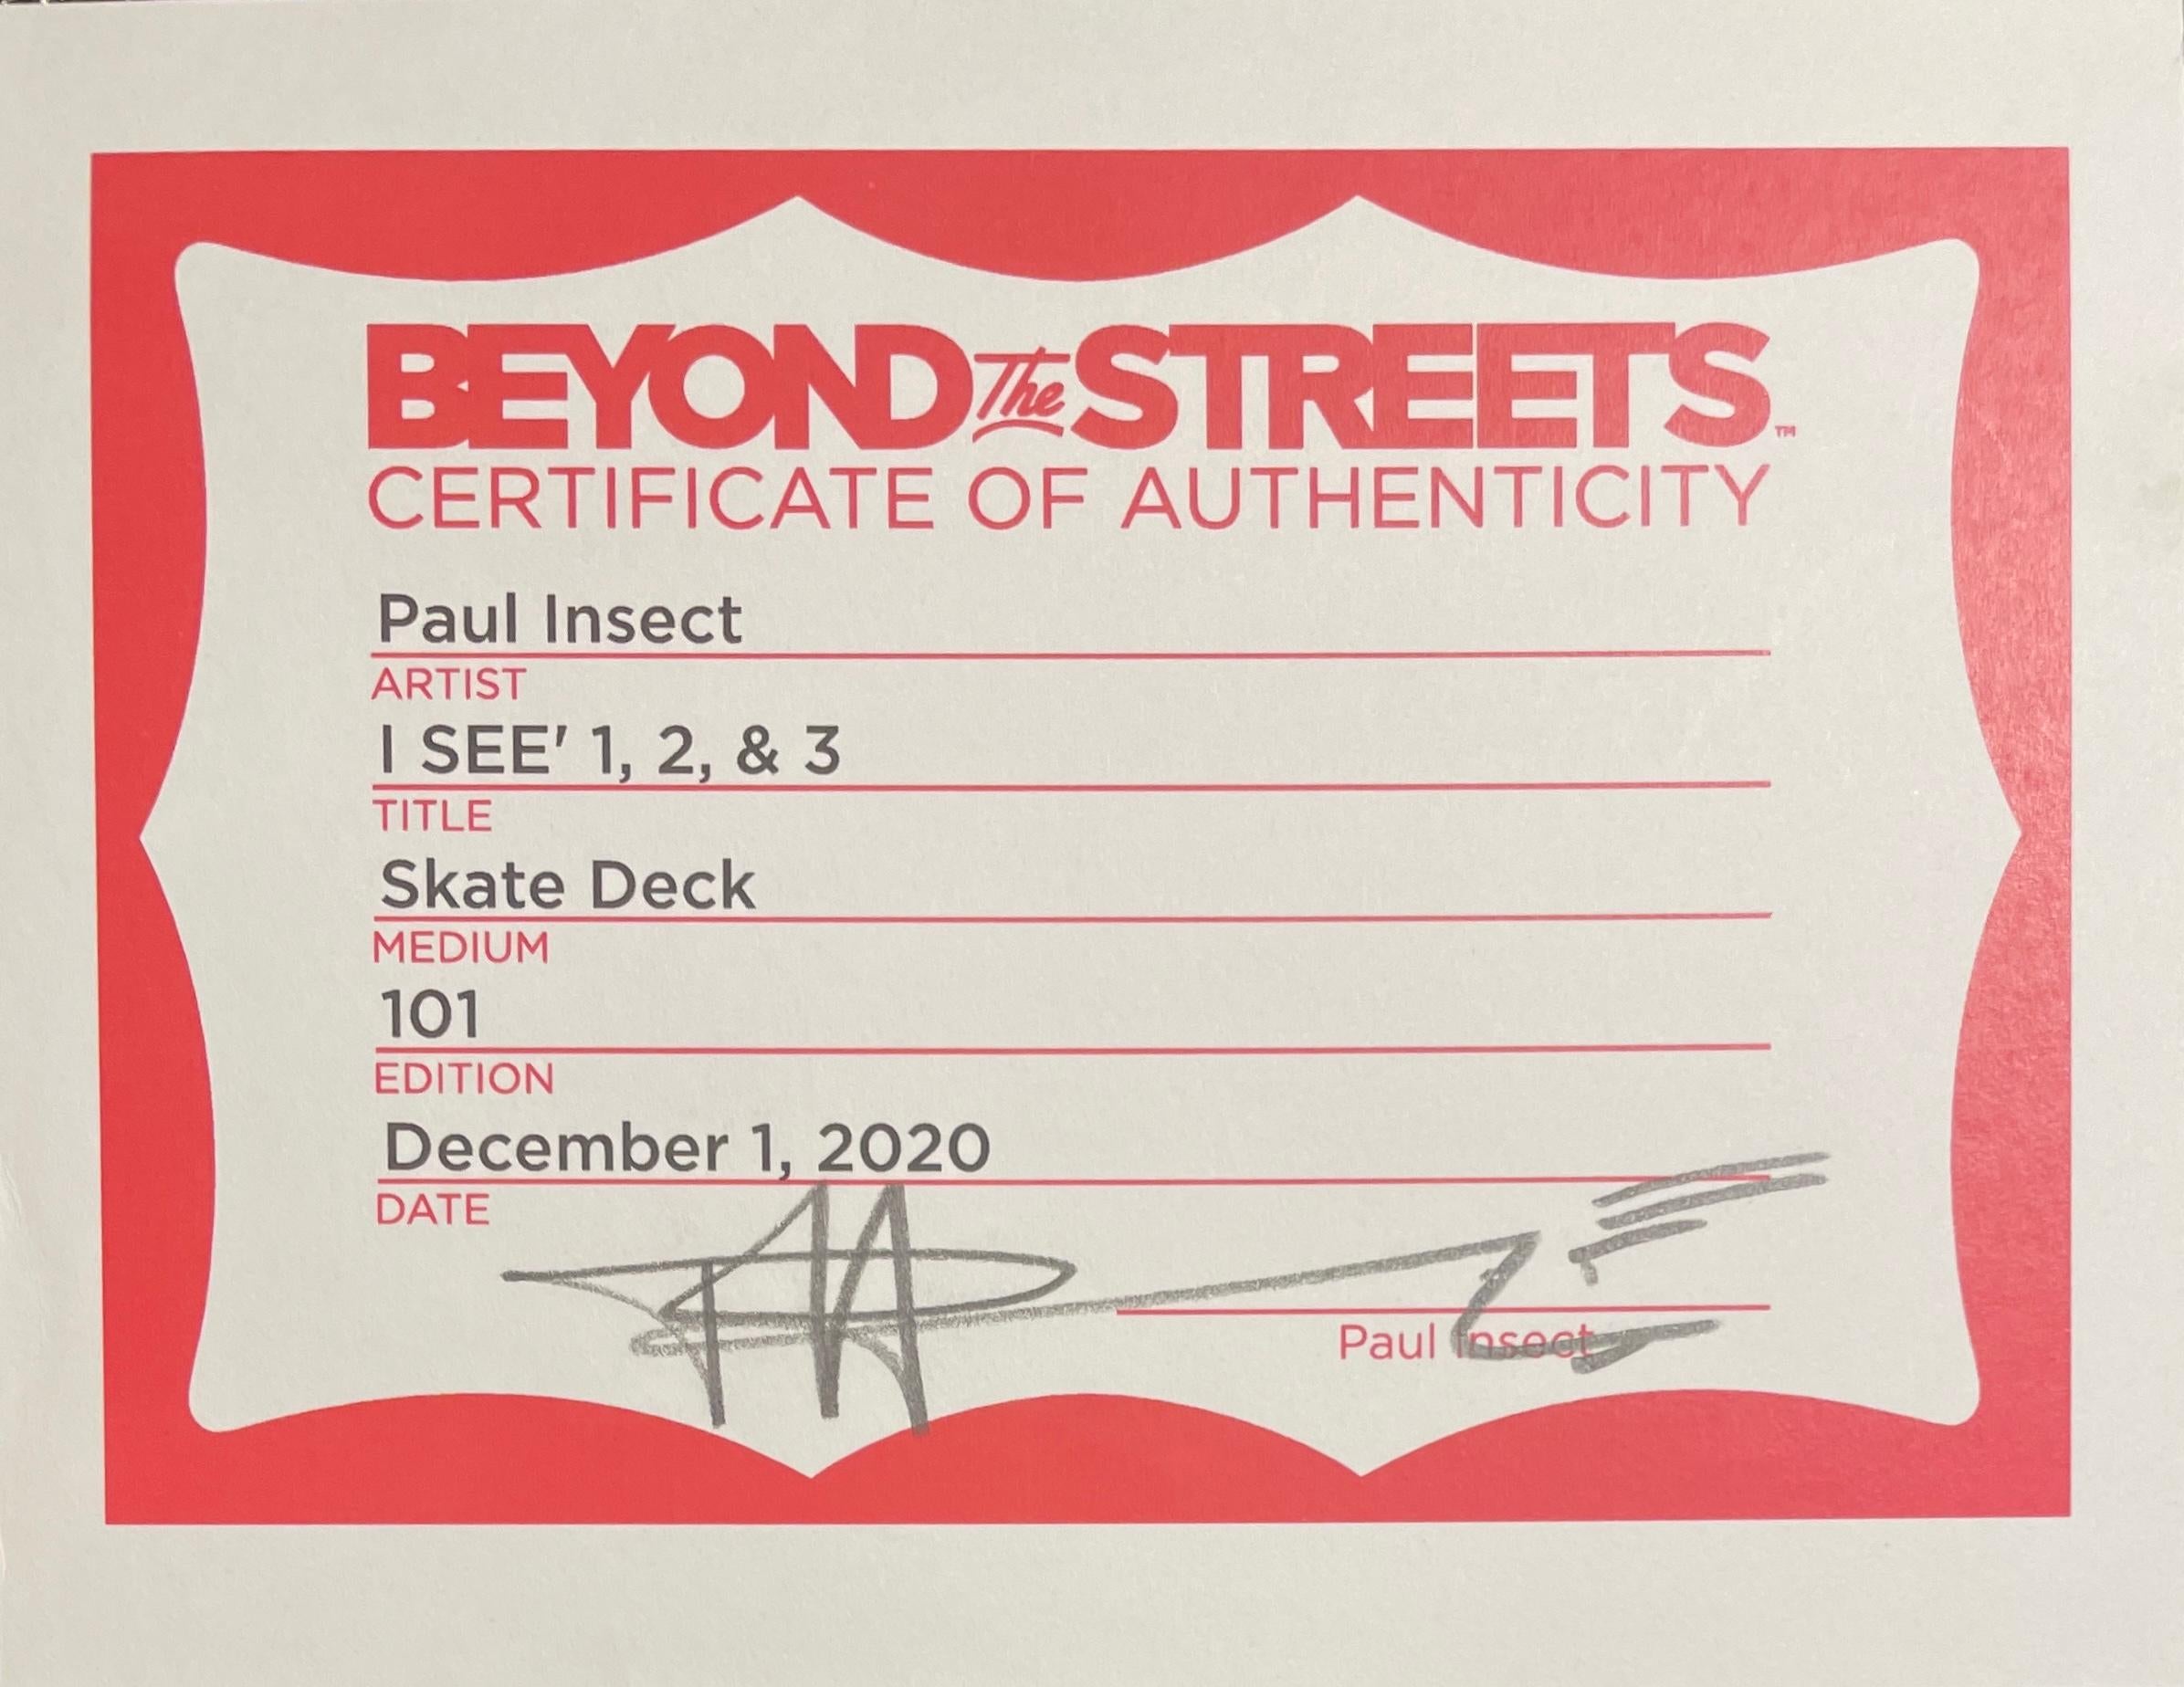 BEYOND The STREETS™
CERTIFICATE OF AUTHENTICITY
Paul Insect
ARTIST
I SEE' 1, 2, & 3
TITLE
Skate Deck
MEDIUM
101
EDITION
December 1, 2020
DATE
Paul Insect